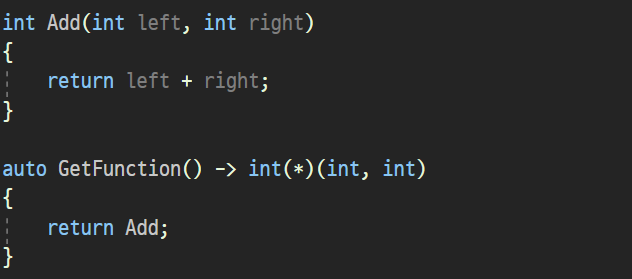 int Add(int left, int right)
{
    return left + right;
}

auto GetFunction() -> int(*)(int, int)
{
    return Add;
}